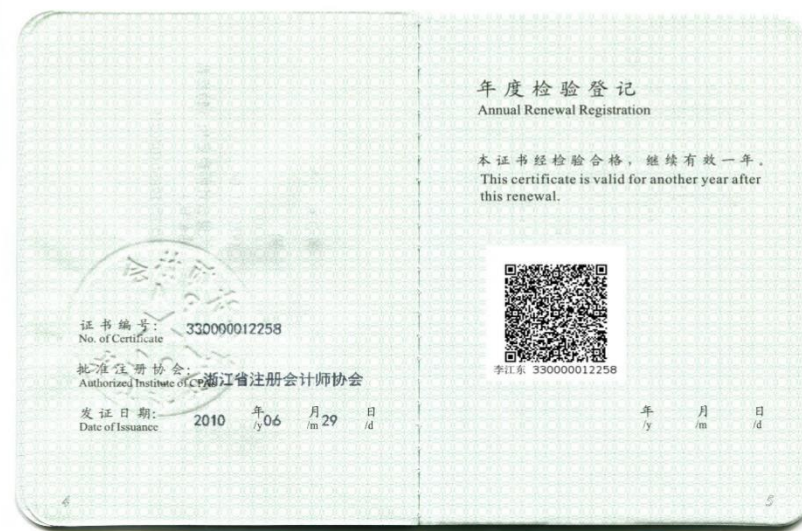 证书编号: 330000012258
No. of Certificate
批准注册协会: 浙江省注册会计师协会
Authorized Institute of CPAs
发证日期: 2010 年 06 月 29 日
Date of Issuance /y /m /d
4
年度检验登记
Annual Renewal Registration
本证书经检验合格，继续有效一年。
This certificate is valid for another year after
this renewal.
李江东 330000012258
年 月 日
/y /m /d
5